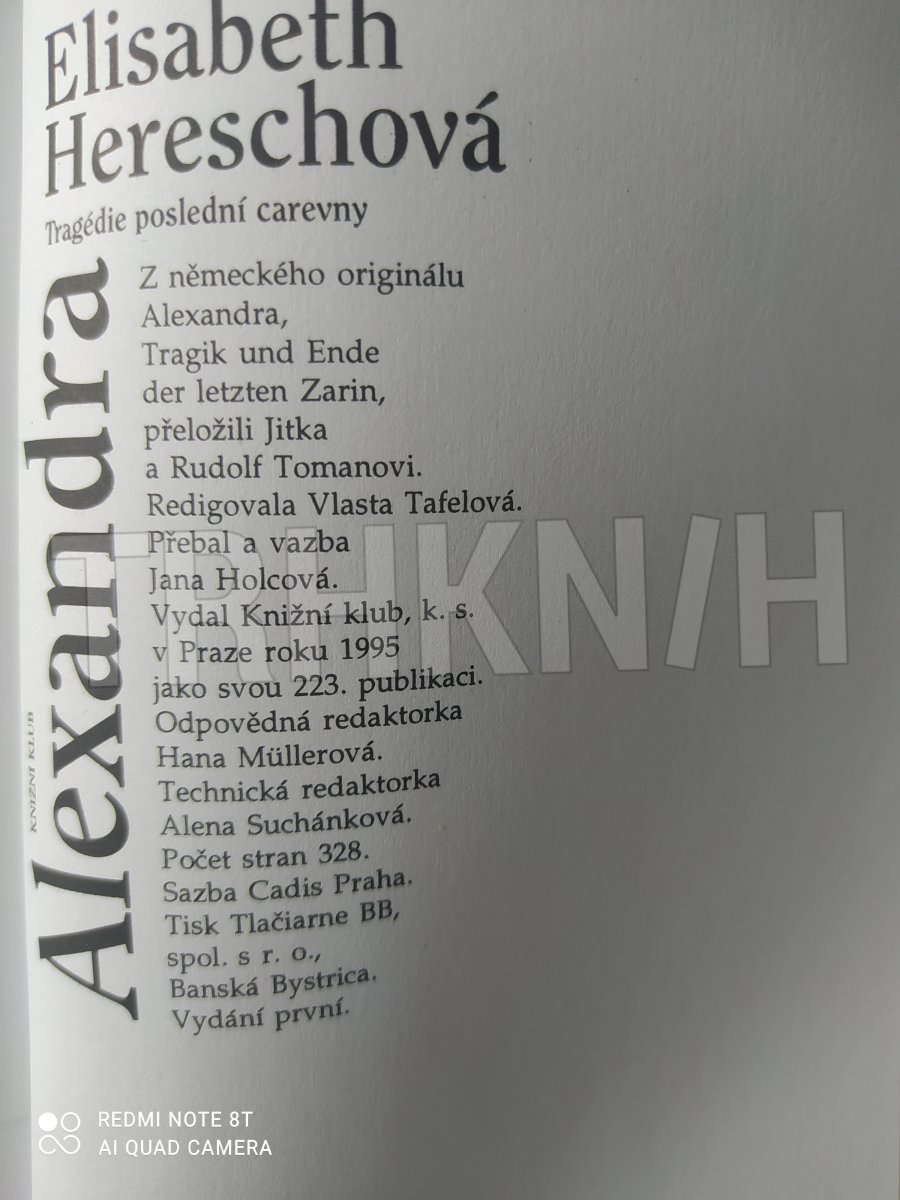 Elisabeth
Hereschová
Tragédie poslední carevny
Alexandra
KNIŽNÍ KLUB
Z německého originálu
Alexandra,
Tragik und Ende
der letzten Zarin,
přeložili Jitka
a Rudolf Tomanovi.
Redigovala Vlasta Tafelová.
Přebal a vazba
Jana Holcová.
Vydal Knižní klub, k. s.
v Praze roku 1995
jako svou 223. publikaci.
Odpovědná redaktorka
Hana Müllerová.
Technická redaktorka
Alena Suchánková.
Počet stran 328.
Sazba Cadis Praha.
Tisk Tlačiarne BB,
spol. s r. o.,
Banská Bystrica.
Vydání první.
TRHKN/H
REDMI NOTE 8T
AI QUAD CAMERA